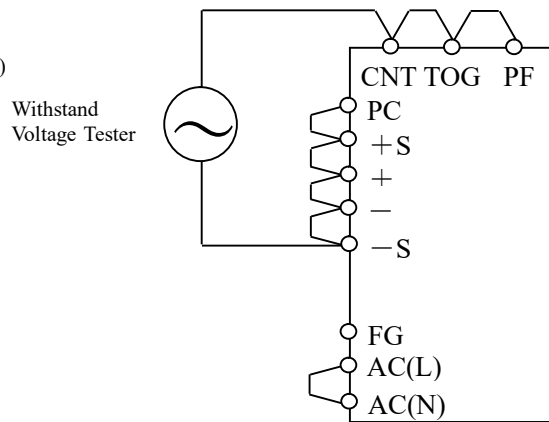 )
CNT TOG PF
Withstand
Voltage Tester
PC
+S
+
−
−S
FG
AC(L)
AC(N)